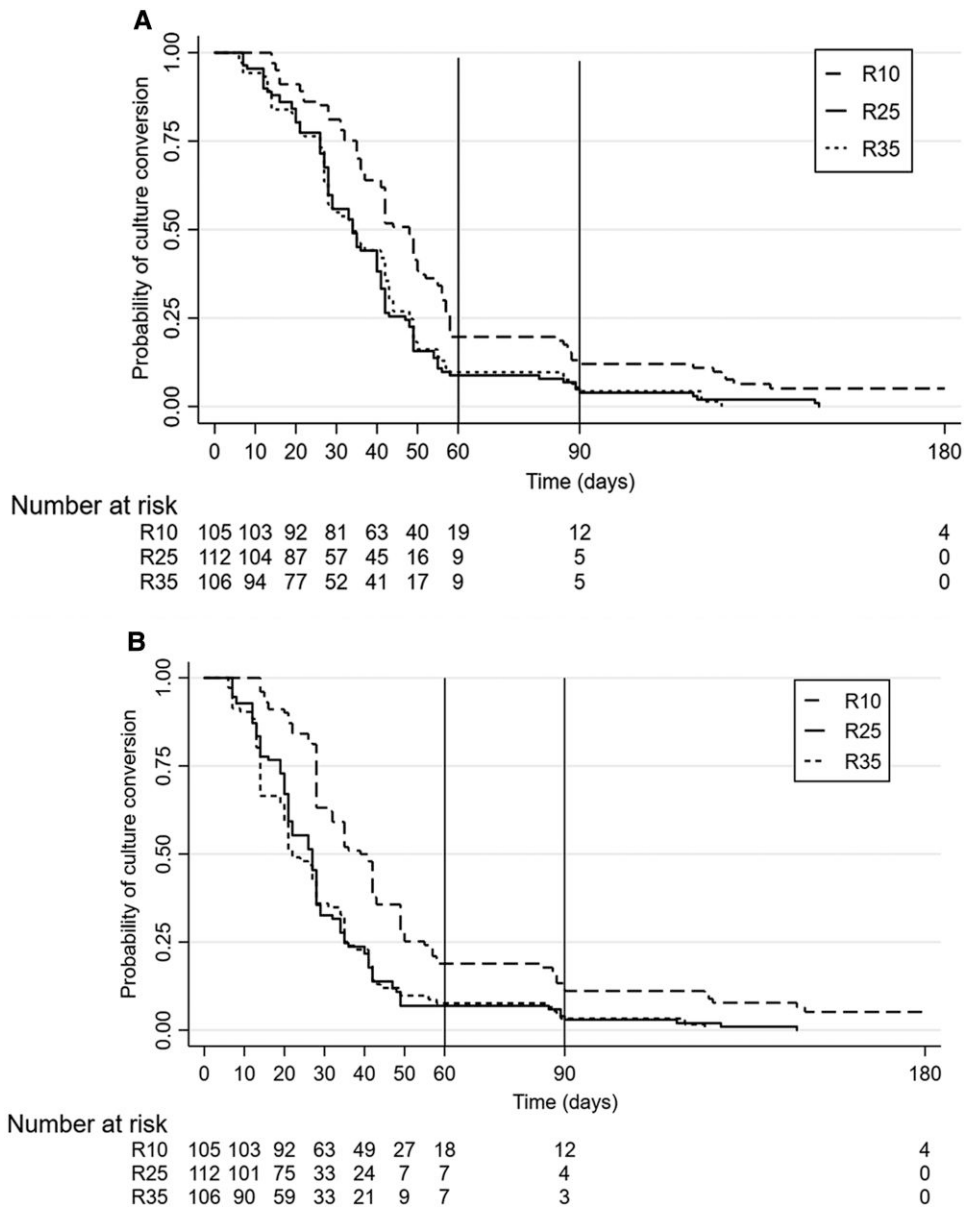 A
Probability of culture conversion
1.00
0.75
0.50
0.25
0.00
R10
R25
R35
0 10 20 30 40 50 60 90 180
Time (days)
Number at risk
R10 105 103 92 81 63 40 19 12 4
R25 112 104 87 57 45 16 9 5 0
R35 106 94 77 52 41 17 9 5 0
B
Probability of culture conversion
1.00
0.75
0.50
0.25
0.00
R10
R25
R35
0 10 20 30 40 50 60 90 180
Time (days)
Number at risk
R10 105 103 92 63 49 27 18 12 4
R25 112 101 75 33 24 7 7 4 0
R35 106 90 59 33 21 9 7 3 0